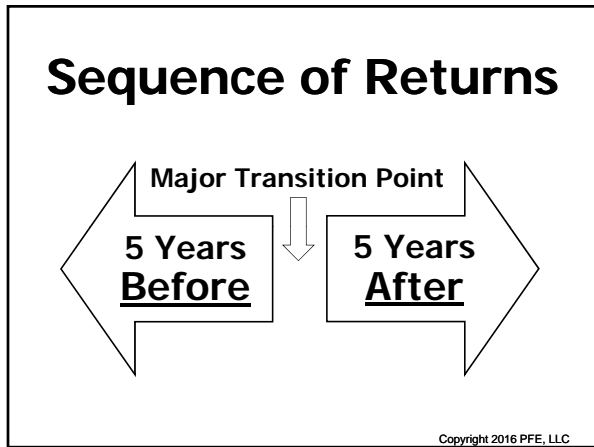 Sequence of Returns
Major Transition Point
5 Years
Before
5 Years
After
Copyright 2016 PFE, LLC